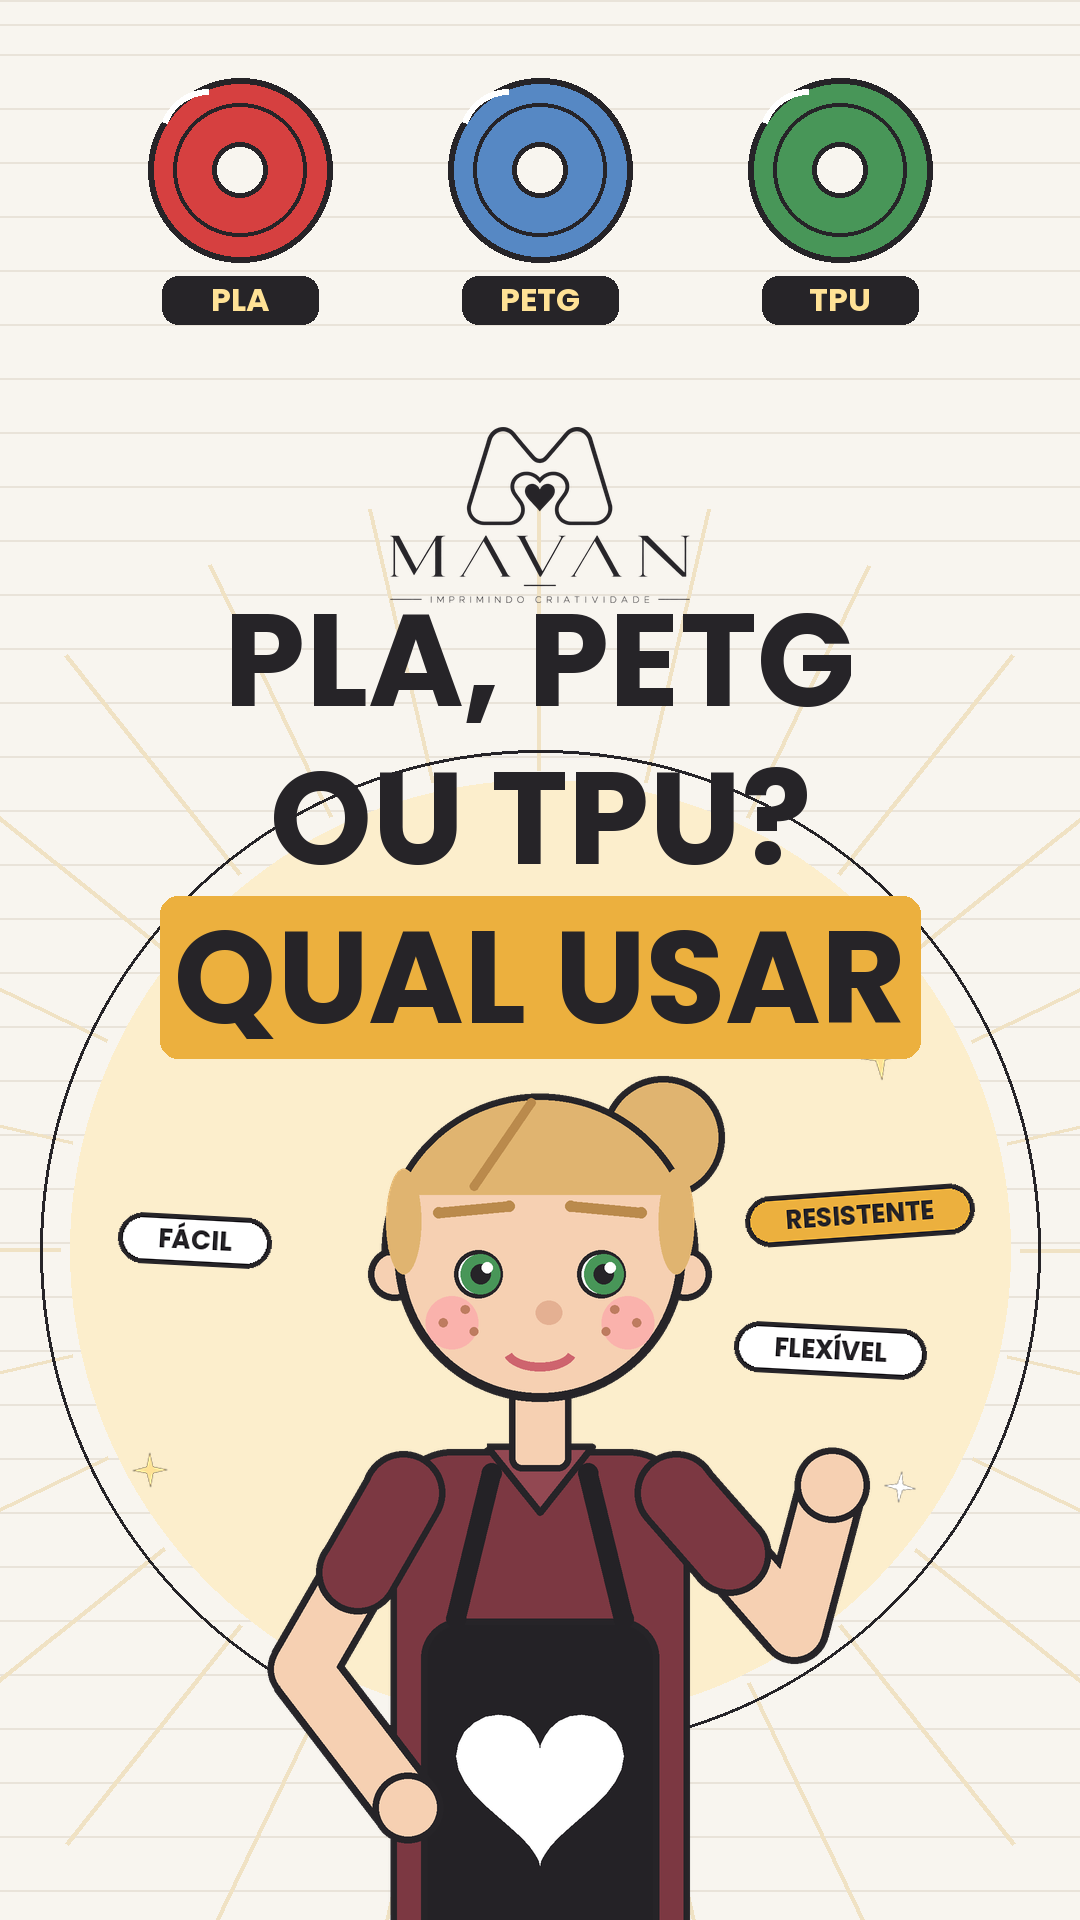 PLA
PETG
TPU
MAVAN
IMPRIMINDO CRIATIVIDADE
PLA, PETG
OU TPU?
QUAL USAR
FÁCIL
RESISTENTE
FLEXÍVEL